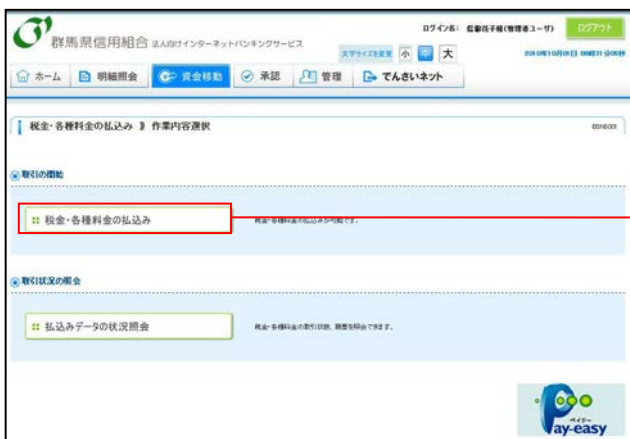 群馬県信用組合 法人向けインターネットバンキングサービス
ログイン名:
ログアウト
文字サイズを変更 小 中 大
ホーム 明細照会 資金移動 承認 管理 でんさいネット
税金・各種料金の払込み 》 作業内容選択
取引の開始
税金・各種料金の払込み
税金・各種料金の払込みが可能です。
取引状況の照会
払込みデータの状況照会
税金・各種料金の取引状態、履歴を照会できます。
ペイジー
Pay-easy